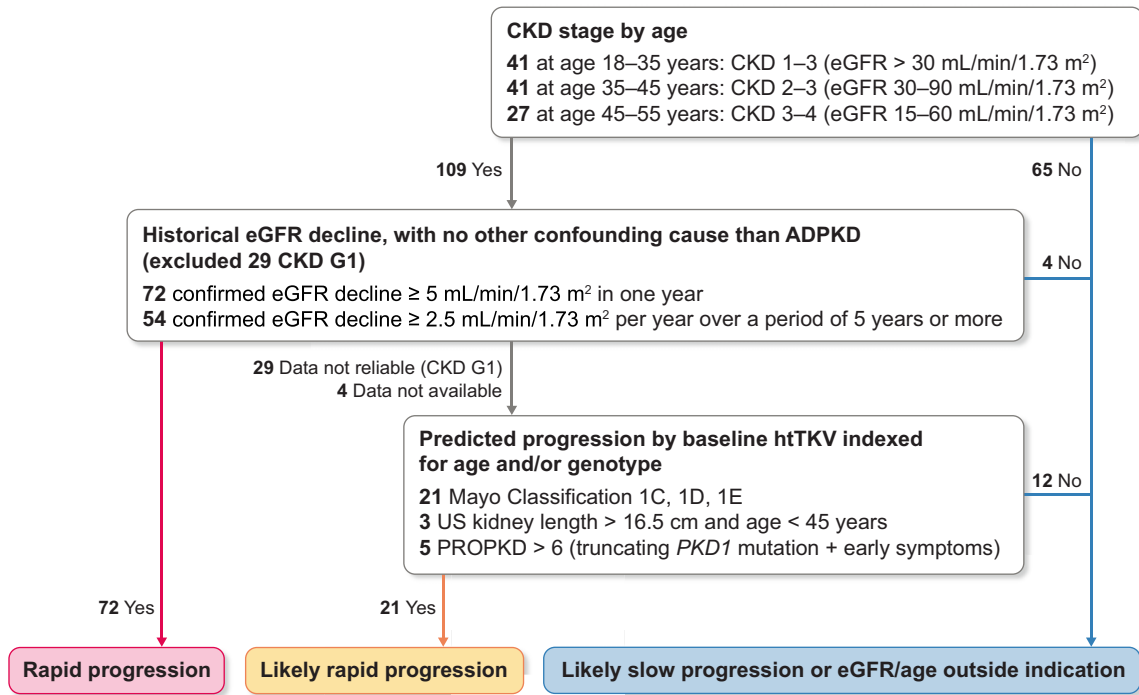 CKD stage by age
41 at age 18–35 years: CKD 1–3 (eGFR > 30 mL/min/1.73 m²)
41 at age 35–45 years: CKD 2–3 (eGFR 30–90 mL/min/1.73 m²)
27 at age 45–55 years: CKD 3–4 (eGFR 15–60 mL/min/1.73 m²)
109 Yes
65 No
Historical eGFR decline, with no other confounding cause than ADPKD
(excluded 29 CKD G1)
72 confirmed eGFR decline ≥ 5 mL/min/1.73 m² in one year
54 confirmed eGFR decline ≥ 2.5 mL/min/1.73 m² per year over a period of 5 years or more
4 No
29 Data not reliable (CKD G1)
4 Data not available
Predicted progression by baseline htTKV indexed
for age and/or genotype
21 Mayo Classification 1C, 1D, 1E
3 US kidney length > 16.5 cm and age < 45 years
5 PROPKD > 6 (truncating PKD1 mutation + early symptoms)
12 No
72 Yes
21 Yes
Rapid progression
Likely rapid progression
Likely slow progression or eGFR/age outside indication